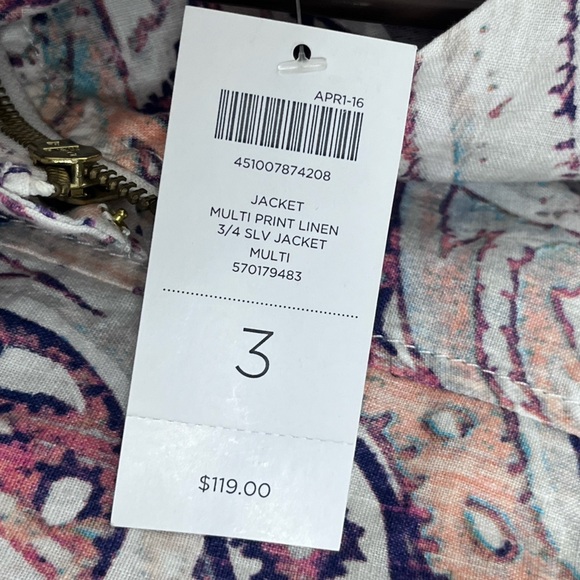 APR1-16
451007874208
JACKET
MULTI PRINT LINEN
3/4 SLV JACKET
MULTI
570179483
3
$119.00